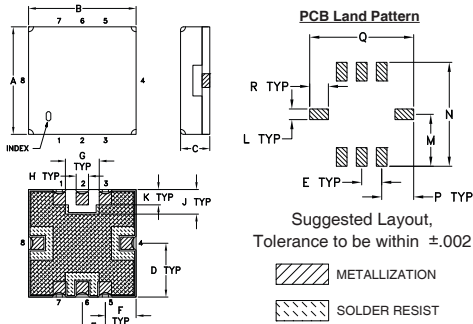 B
7 6 5
A
8
4
INDEX
1 2 3
C
G
TYP
H TYP
1 2 3
K TYP
J TYP
8
4
D TYP
7 6 5
F
TYP
PCB Land Pattern
Q
R TYP
L TYP
N
M
E TYP
P TYP
Suggested Layout,
Tolerance to be within ±.002
METALLIZATION
SOLDER RESIST